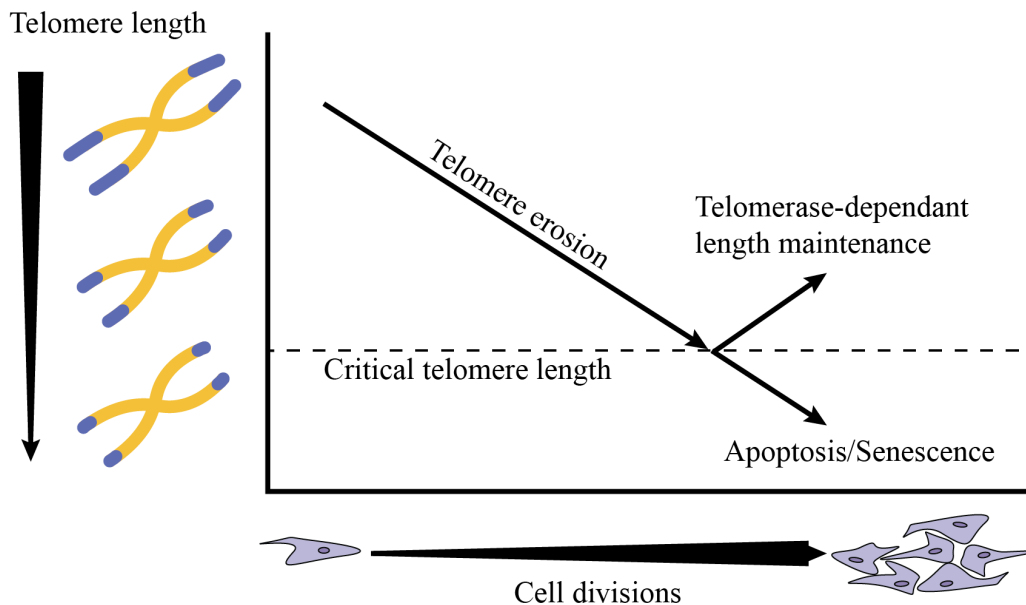 Telomere length
Telomere erosion
Telomerase-dependant
length maintenance
Critical telomere length
Apoptosis/Senescence
Cell divisions